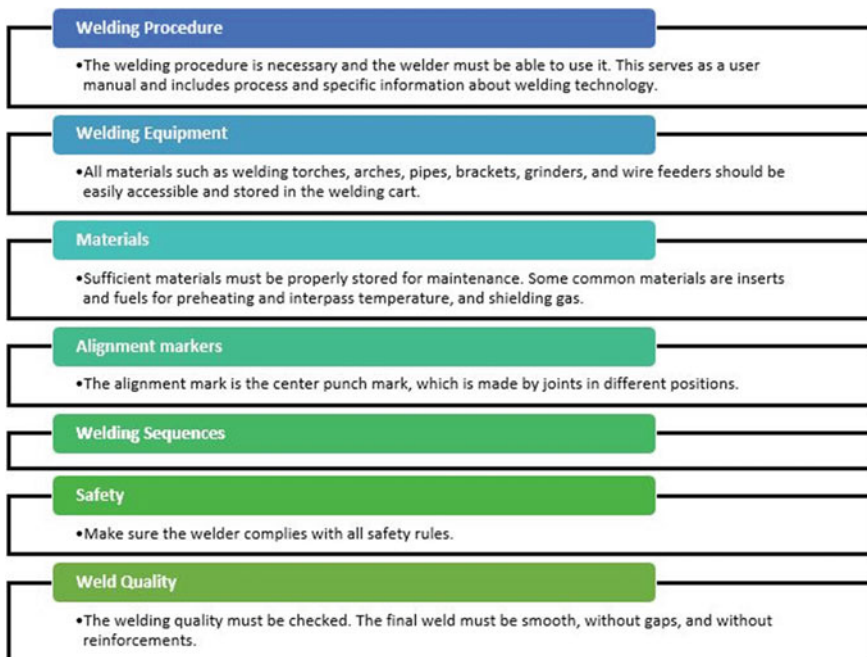 Welding Procedure
•The welding procedure is necessary and the welder must be able to use it. This serves as a user
manual and includes process and specific information about welding technology.
Welding Equipment
•All materials such as welding torches, arches, pipes, brackets, grinders, and wire feeders should be
easily accessible and stored in the welding cart.
Materials
•Sufficient materials must be properly stored for maintenance. Some common materials are inserts
and fuels for preheating and interpass temperature, and shielding gas.
Alignment markers
•The alignment mark is the center punch mark, which is made by joints in different positions.
Welding Sequences
Safety
•Make sure the welder complies with all safety rules.
Weld Quality
•The welding quality must be checked. The final weld must be smooth, without gaps, and without
reinforcements.